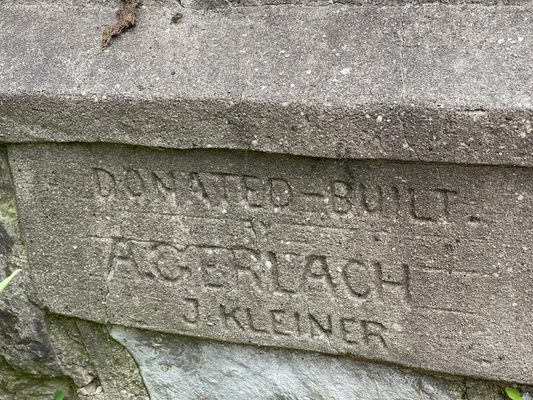 DONATED-BUILT.
BY
A.GERLACH
J.KLEINER